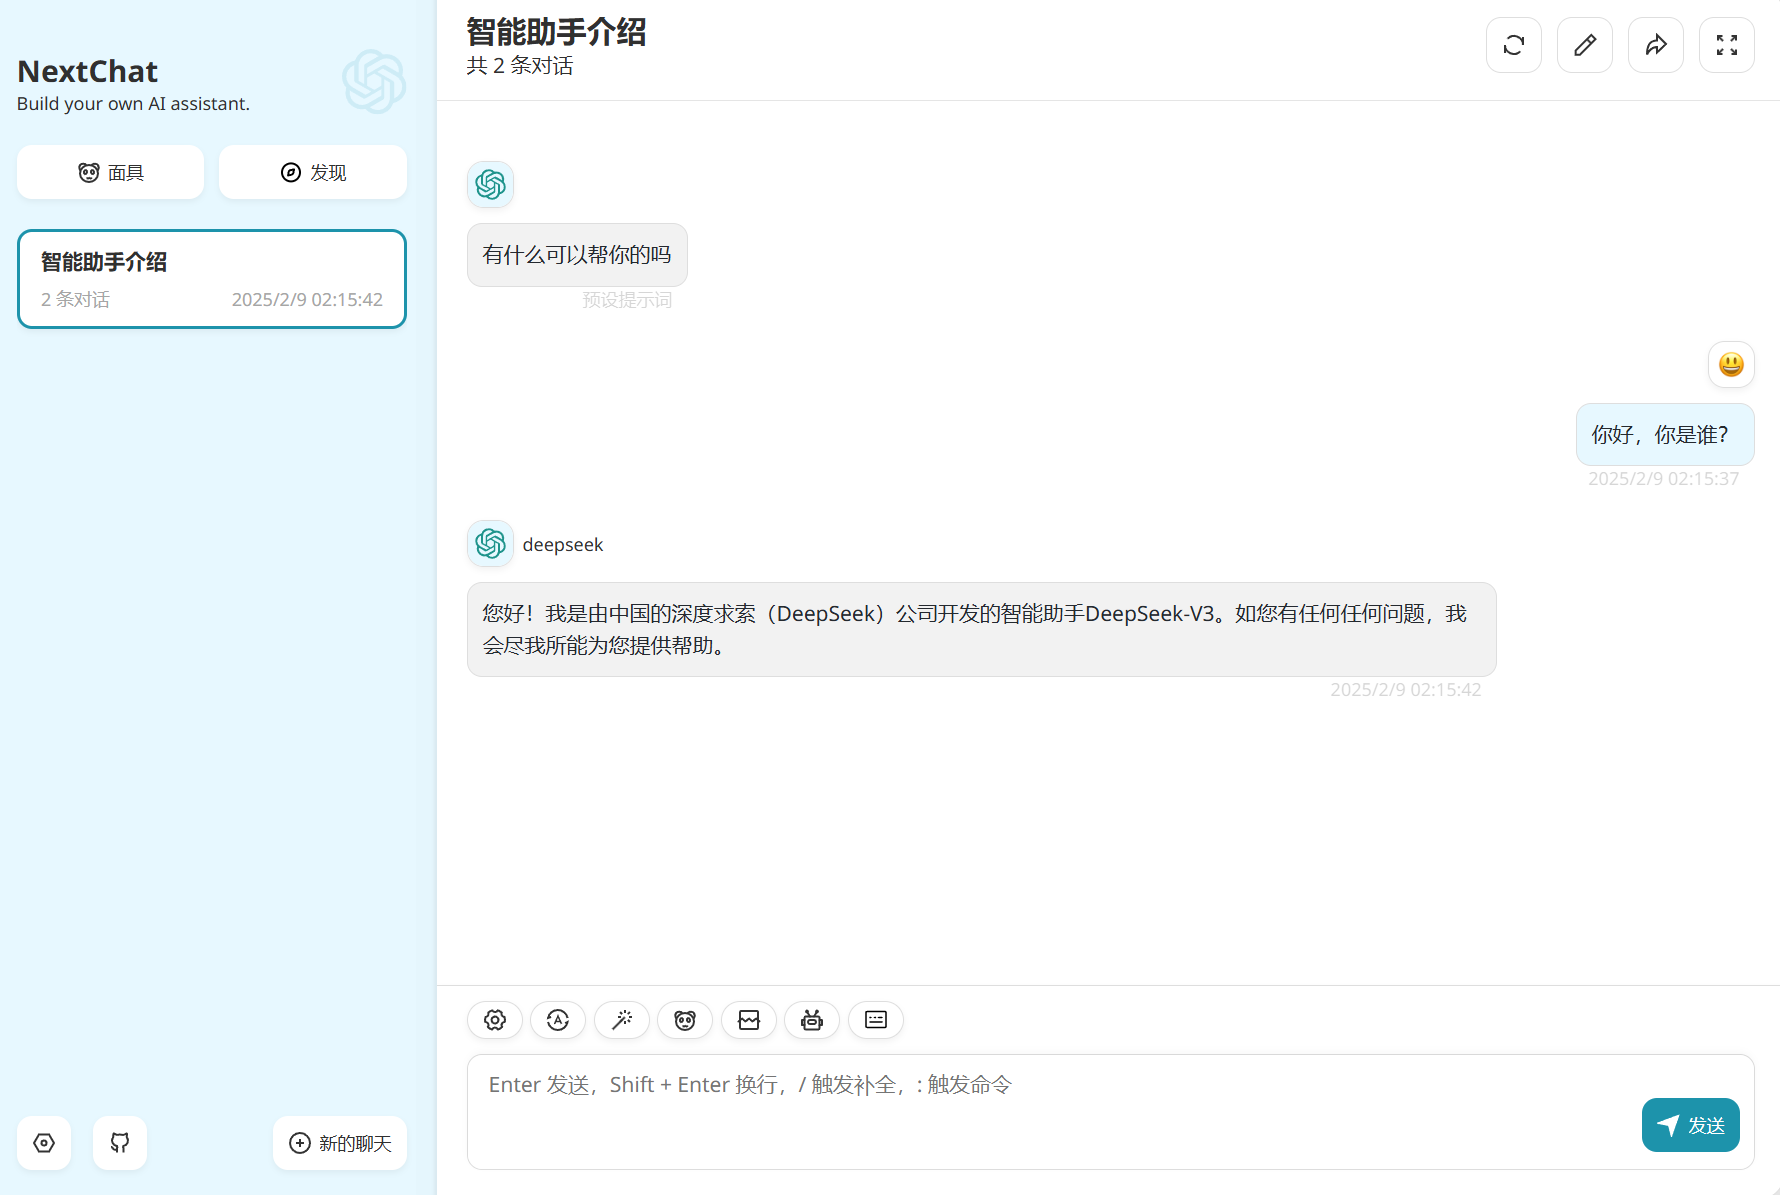 NextChat
Build your own AI assistant.
面具
发现
智能助手介绍
2 条对话
2025/2/9 02:15:42
新的聊天
智能助手介绍
共 2 条对话
有什么可以帮你的吗
预设提示词
你好，你是谁？
2025/2/9 02:15:37
deepseek
您好！我是由中国的深度求索（DeepSeek）公司开发的智能助手DeepSeek-V3。如您有任何任何问题，我
会尽我所能为您提供帮助。
2025/2/9 02:15:42
Enter 发送，Shift + Enter 换行，/ 触发补全，: 触发命令
发送